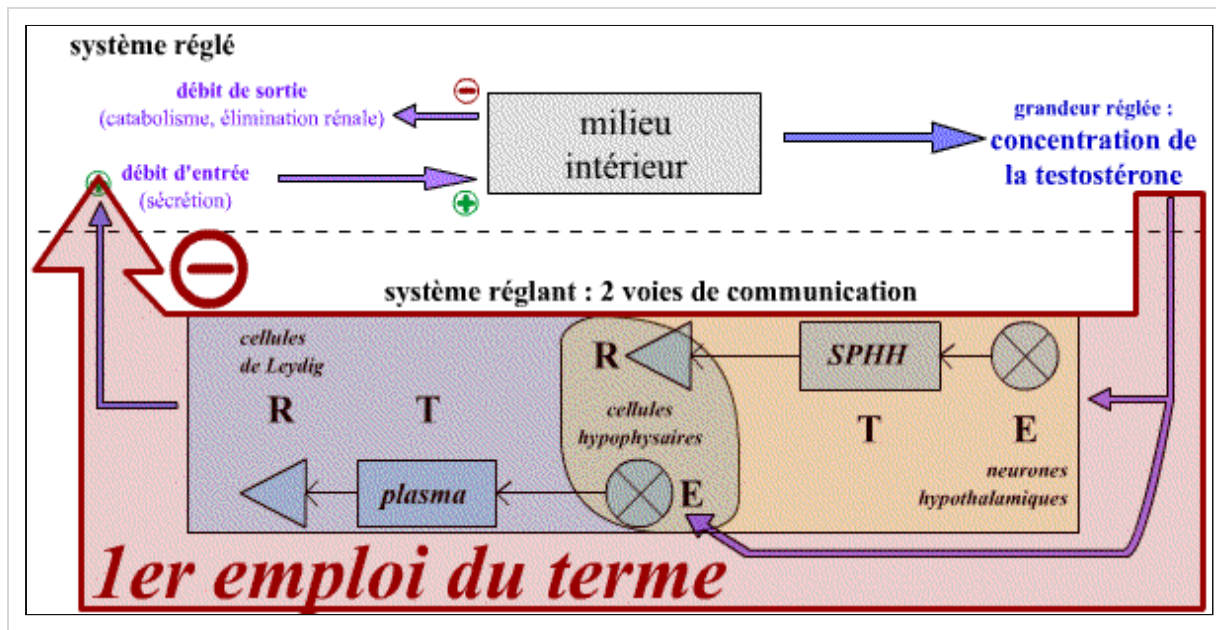 système réglé
débit de sortie
(catabolisme, élimination rénale)
milieu
intérieur
grandeur réglée :
concentration de
la testostérone
débit d'entrée
(sécrétion)
système réglant : 2 voies de communication
cellules
de Leydig
R
T
R
SPHH
cellules
hypophysaires
T
E
plasma
E
neurones
hypothalamiques
1er emploi du terme